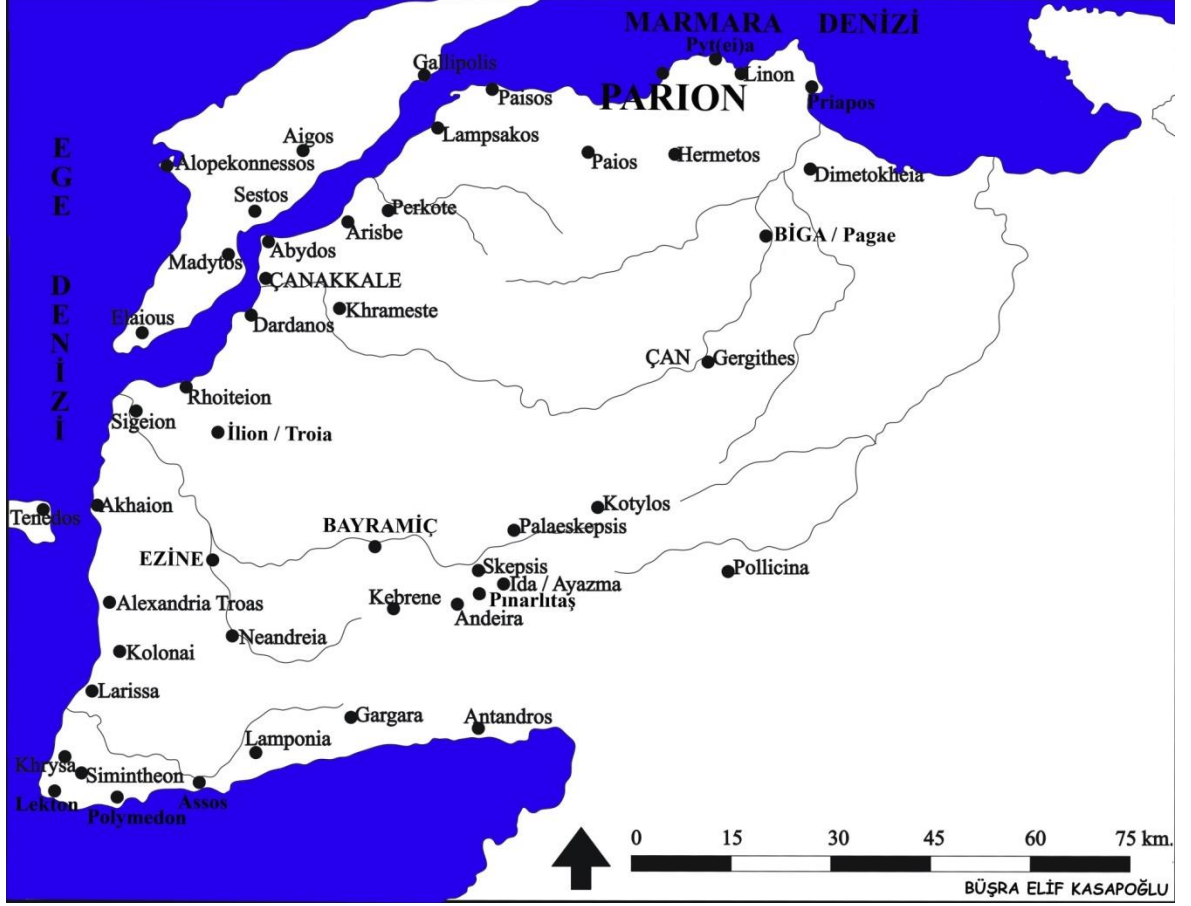 MARMARA DENİZİ
Pyt(ei)a
Gallipolis
Linon
Paisos
PARION
Priapos
Lampsakos
Aigos
EGE DENİZİ
Alopekonnessos
Paios
Hermetos
Dimetokheia
Sestos
Perkote
Arisbe
BİGA / Pagae
Abydos
Madytos
ÇANAKKALE
Khrameste
Elaious
Dardanos
ÇAN
Gergithes
Rhoiteion
Sigeion
İlion / Troia
Akhaion
Kotylos
Tenedos
BAYRAMİÇ
Palaeskepsis
EZİNE
Skepsis
Pollicina
Ida / Ayazma
Pınarlıtaş
Alexandria Troas
Kebrene
Andeira
Neandreia
Kolonai
Larissa
Gargara
Antandros
Lamponia
Khrysa
Simintheon
Lekton
Assos
Polymedon
0 15 30 45 60 75 km.
BÜŞRA ELİF KASAPOĞLU